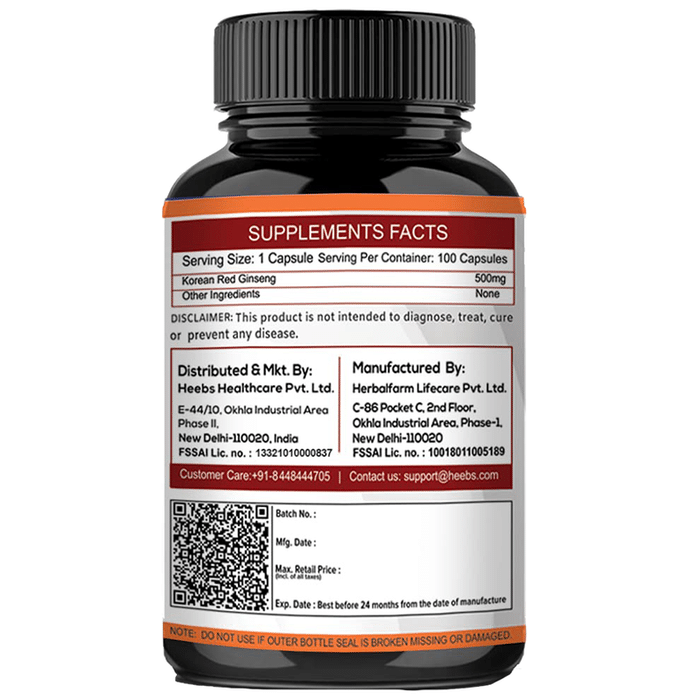 SUPPLEMENTS FACTS
Serving Size: 1 Capsule Serving Per Container: 100 Capsules
Korean Red Ginseng 500mg
Other Ingredients None
DISCLAIMER: This product is not intended to diagnose, treat, cure
or prevent any disease.
Distributed & Mkt. By:
Heebs Healthcare Pvt. Ltd.
E-44/10, Okhla Industrial Area
Phase II,
New Delhi-110020, India
FSSAI Lic. no. : 13321010000837
Manufactured By:
Herbalfarm Lifecare Pvt. Ltd.
C-86 Pocket C, 2nd Floor,
Okhla Industrial Area, Phase-1,
New Delhi-110020
FSSAI Lic. no. : 10018011005189
Customer Care:+91-8448444705 | Contact us: support@heebs.com
Batch No. :
Mfg. Date :
Max. Retail Price :
(Incl. of all taxes)
Exp. Date : Best before 24 months from the date of manufacture
NOTE: DO NOT USE IF OUTER BOTTLE SEAL IS BROKEN MISSING OR DAMAGED.